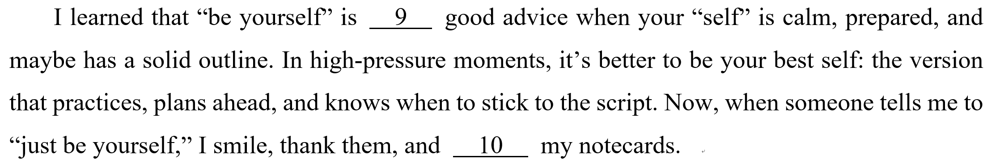 I learned that “be yourself” is 9 good advice when your “self” is calm, prepared, and
maybe has a solid outline. In high-pressure moments, it’s better to be your best self: the version
that practices, plans ahead, and knows when to stick to the script. Now, when someone tells me to
“just be yourself,” I smile, thank them, and 10 my notecards.